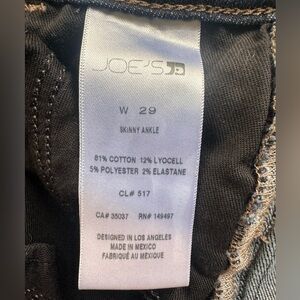 JOE'S
W 29
SKINNY ANKLE
81% COTTON 12% LYOCELL
5% POLYESTER 2% ELASTANE
CL# 517
CA# 35037 RN# 149497
DESIGNED IN LOS ANGELES
MADE IN MEXICO
FABRIQUÉ AU MEXIQUE